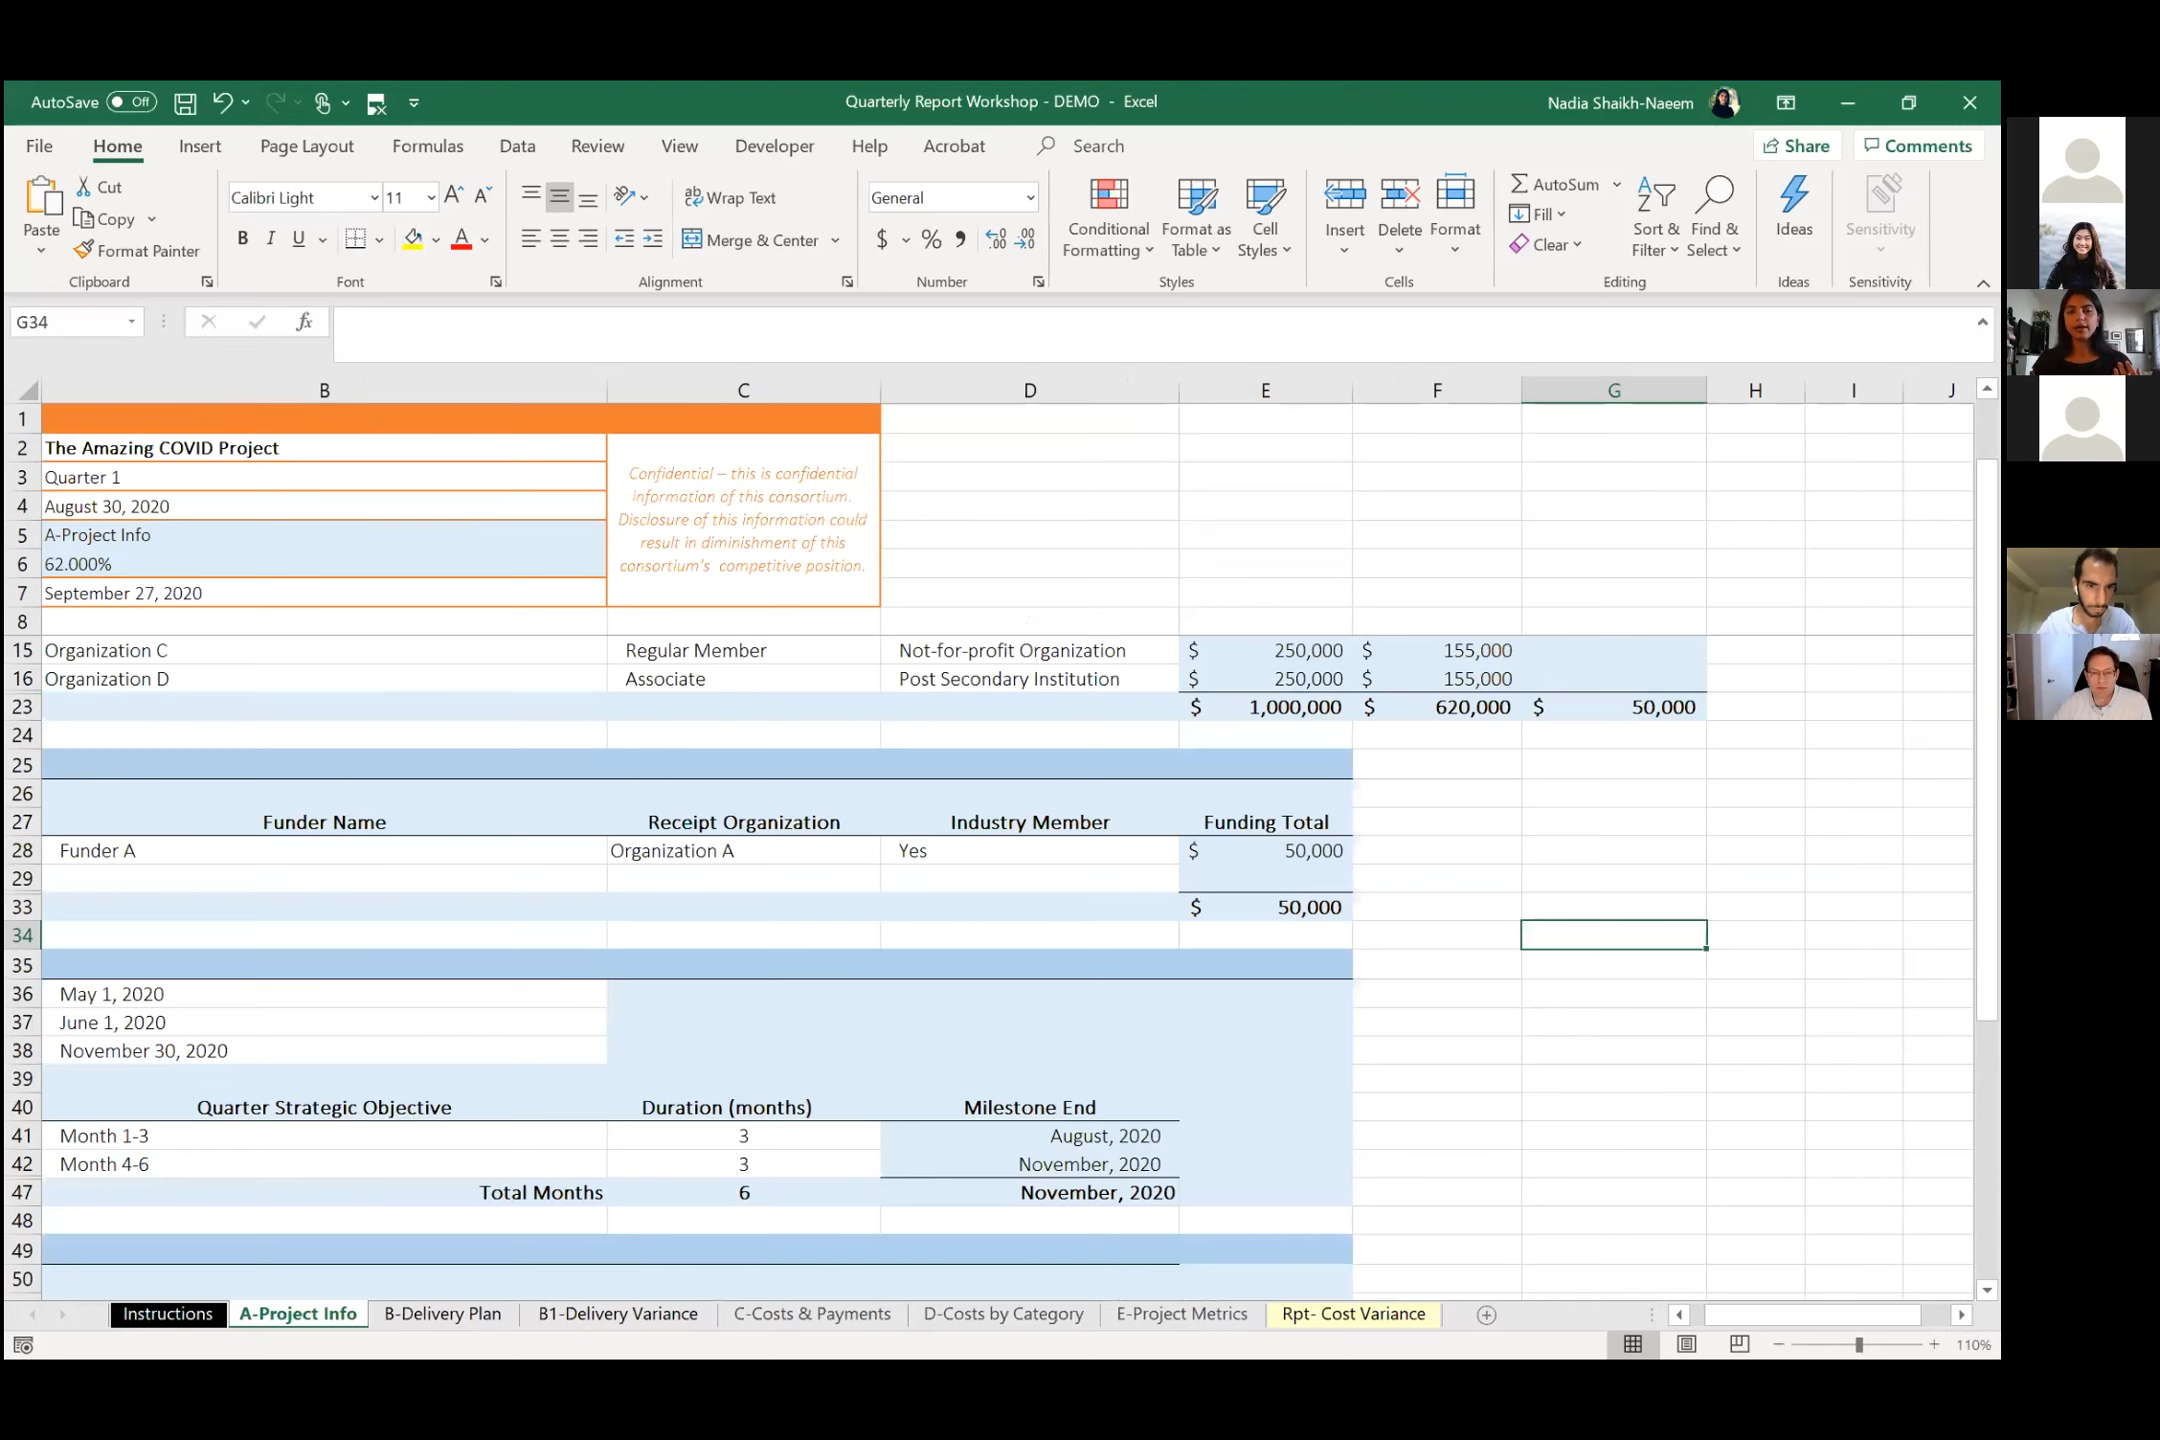 AutoSave Off
Quarterly Report Workshop - DEMO - Excel
Nadia Shaikh-Naeem
File Home Insert Page Layout Formulas Data Review View Developer Help Acrobat Search Share Comments
Paste
Cut
Copy
Format Painter
Clipboard
Calibri Light 11
B I U
Font
ab Wrap Text
Merge & Center
Alignment
General
$ % ,
Number
Conditional Formatting
Format as Table
Cell Styles
Styles
Insert Delete Format
Cells
AutoSum
Fill
Clear
Sort & Filter
Find & Select
Editing
Ideas
Ideas
Sensitivity
Sensitivity
G34 fx
B C D E F G H I J
1
2 The Amazing COVID Project
3 Quarter 1
4 August 30, 2020
5 A-Project Info
6 62.000%
7 September 27, 2020
Confidential – this is confidential
information of this consortium.
Disclosure of this information could
result in diminishment of this
consortium's competitive position.
8
15 Organization C Regular Member Not-for-profit Organization $ 250,000 $ 155,000
16 Organization D Associate Post Secondary Institution $ 250,000 $ 155,000
23 $ 1,000,000 $ 620,000 $ 50,000
24
25
26
27 Funder Name Receipt Organization Industry Member Funding Total
28 Funder A Organization A Yes $ 50,000
29
33 $ 50,000
34
35
36 May 1, 2020
37 June 1, 2020
38 November 30, 2020
39
40 Quarter Strategic Objective Duration (months) Milestone End
41 Month 1-3 3 August, 2020
42 Month 4-6 3 November, 2020
47 Total Months 6 November, 2020
48
49
50
Instructions A-Project Info B-Delivery Plan B1-Delivery Variance C-Costs & Payments D-Costs by Category E-Project Metrics Rpt- Cost Variance
110%